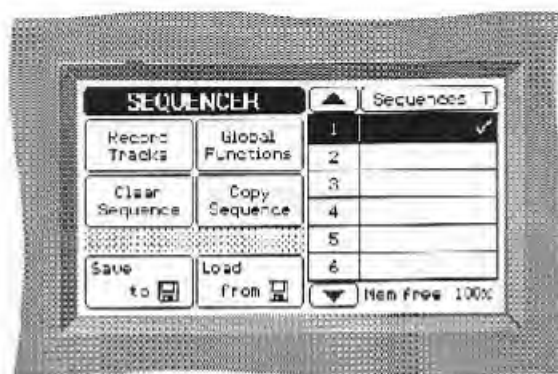 SEQUENCER
Record Tracks
Global Functions
Clear Sequence
Copy Sequence
Save to
Load from
Sequences T
1
2
3
4
5
6
Mem free 100%